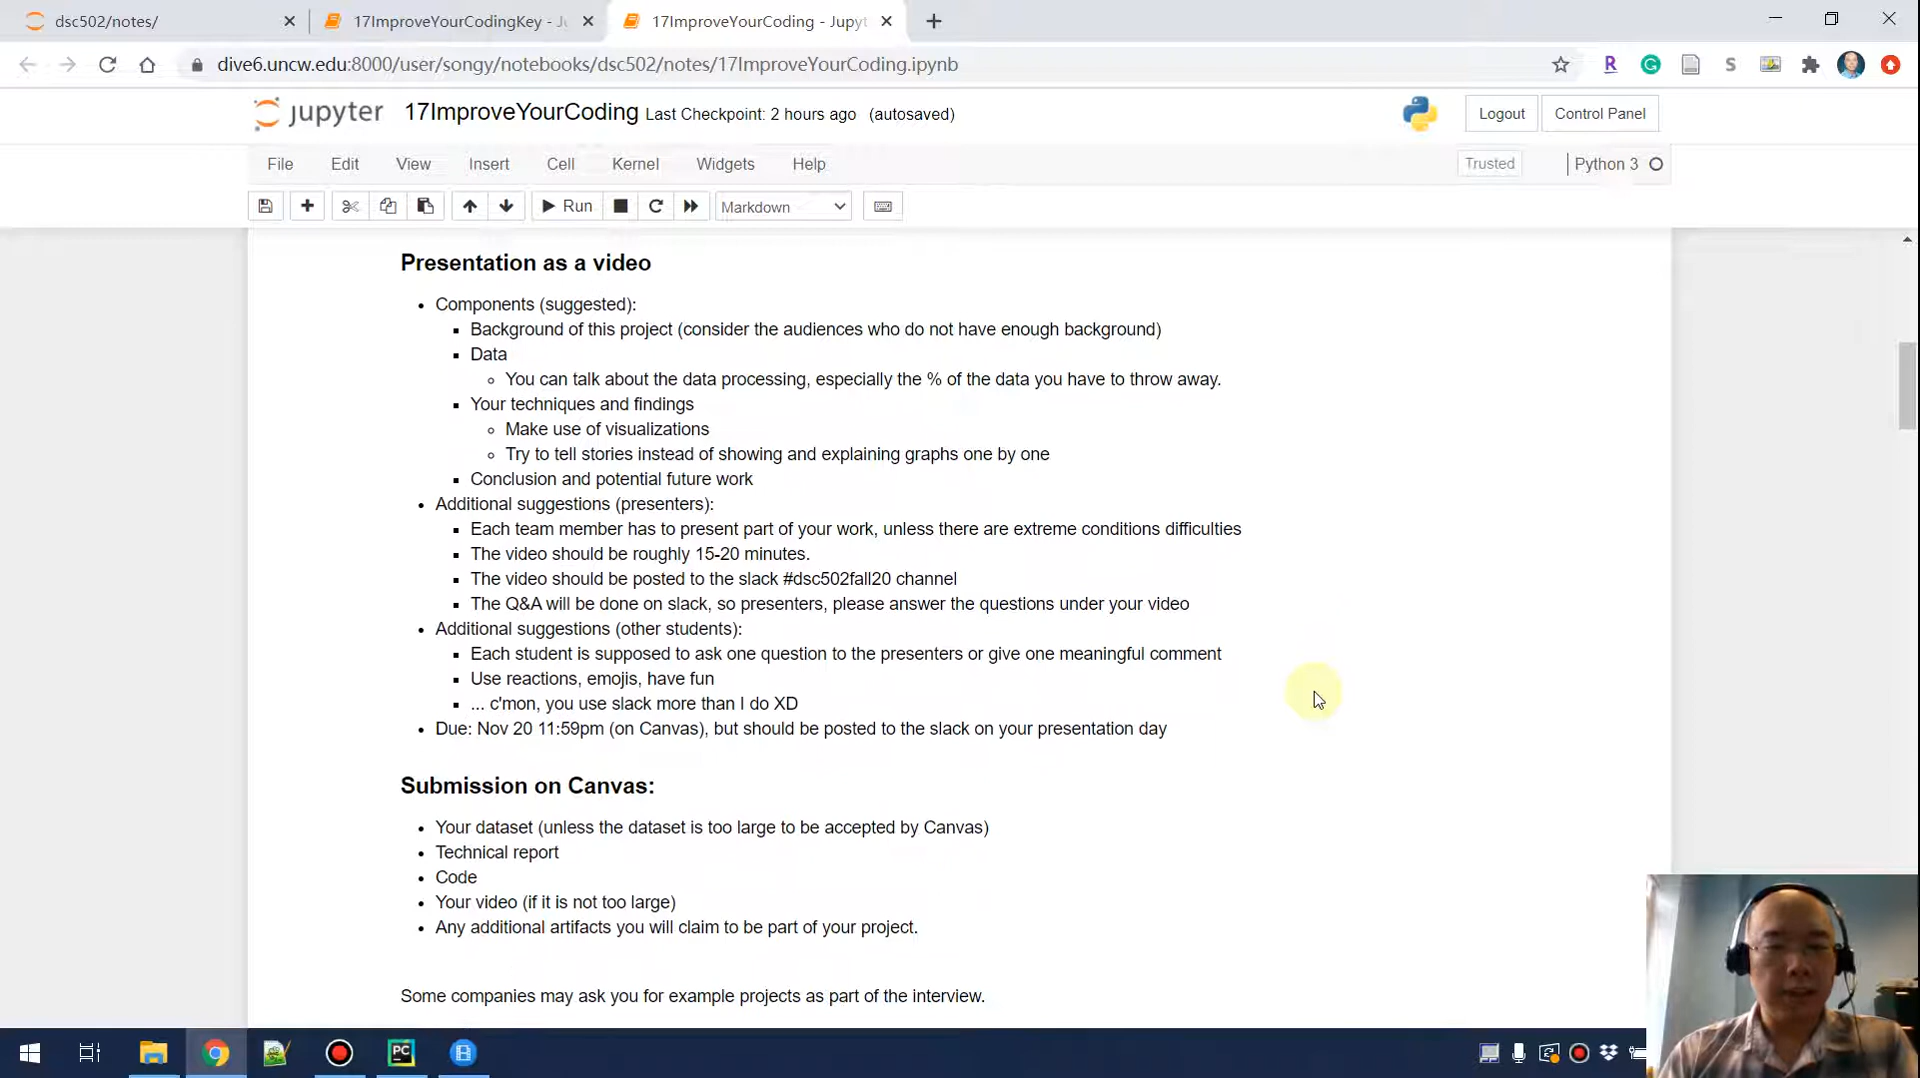 dsc502/notes/
17ImproveYourCodingKey - Ju
17ImproveYourCoding - Jupyt
dive6.uncw.edu:8000/user/songy/notebooks/dsc502/notes/17ImproveYourCoding.ipynb
jupyter 17ImproveYourCoding Last Checkpoint: 2 hours ago (autosaved)
Logout
Control Panel
File Edit View Insert Cell Kernel Widgets Help
Trusted
Python 3
Run
Markdown
Presentation as a video
• Components (suggested):
▪ Background of this project (consider the audiences who do not have enough background)
▪ Data
◦ You can talk about the data processing, especially the % of the data you have to throw away.
▪ Your techniques and findings
◦ Make use of visualizations
◦ Try to tell stories instead of showing and explaining graphs one by one
▪ Conclusion and potential future work
• Additional suggestions (presenters):
▪ Each team member has to present part of your work, unless there are extreme conditions difficulties
▪ The video should be roughly 15-20 minutes.
▪ The video should be posted to the slack #dsc502fall20 channel
▪ The Q&A will be done on slack, so presenters, please answer the questions under your video
• Additional suggestions (other students):
▪ Each student is supposed to ask one question to the presenters or give one meaningful comment
▪ Use reactions, emojis, have fun
▪ ... c'mon, you use slack more than I do XD
• Due: Nov 20 11:59pm (on Canvas), but should be posted to the slack on your presentation day
Submission on Canvas:
• Your dataset (unless the dataset is too large to be accepted by Canvas)
• Technical report
• Code
• Your video (if it is not too large)
• Any additional artifacts you will claim to be part of your project.
Some companies may ask you for example projects as part of the interview.